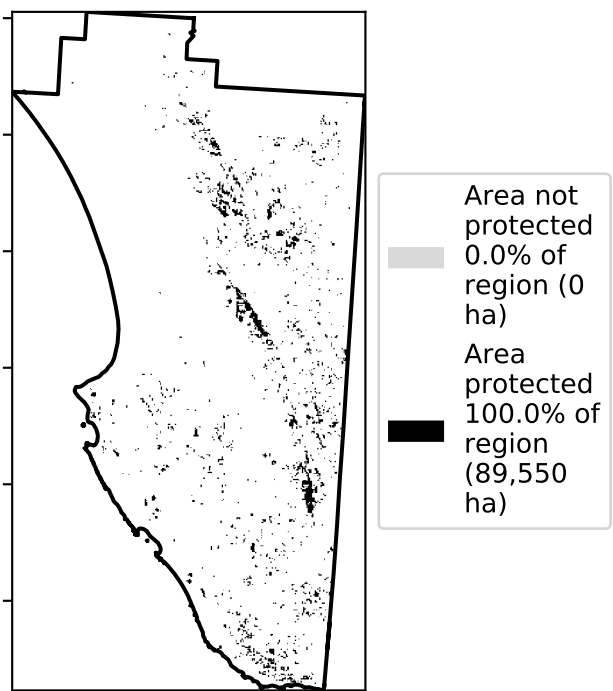 Area not
protected
0.0% of
region (0
ha)
Area
protected
100.0% of
region
(89,550
ha)